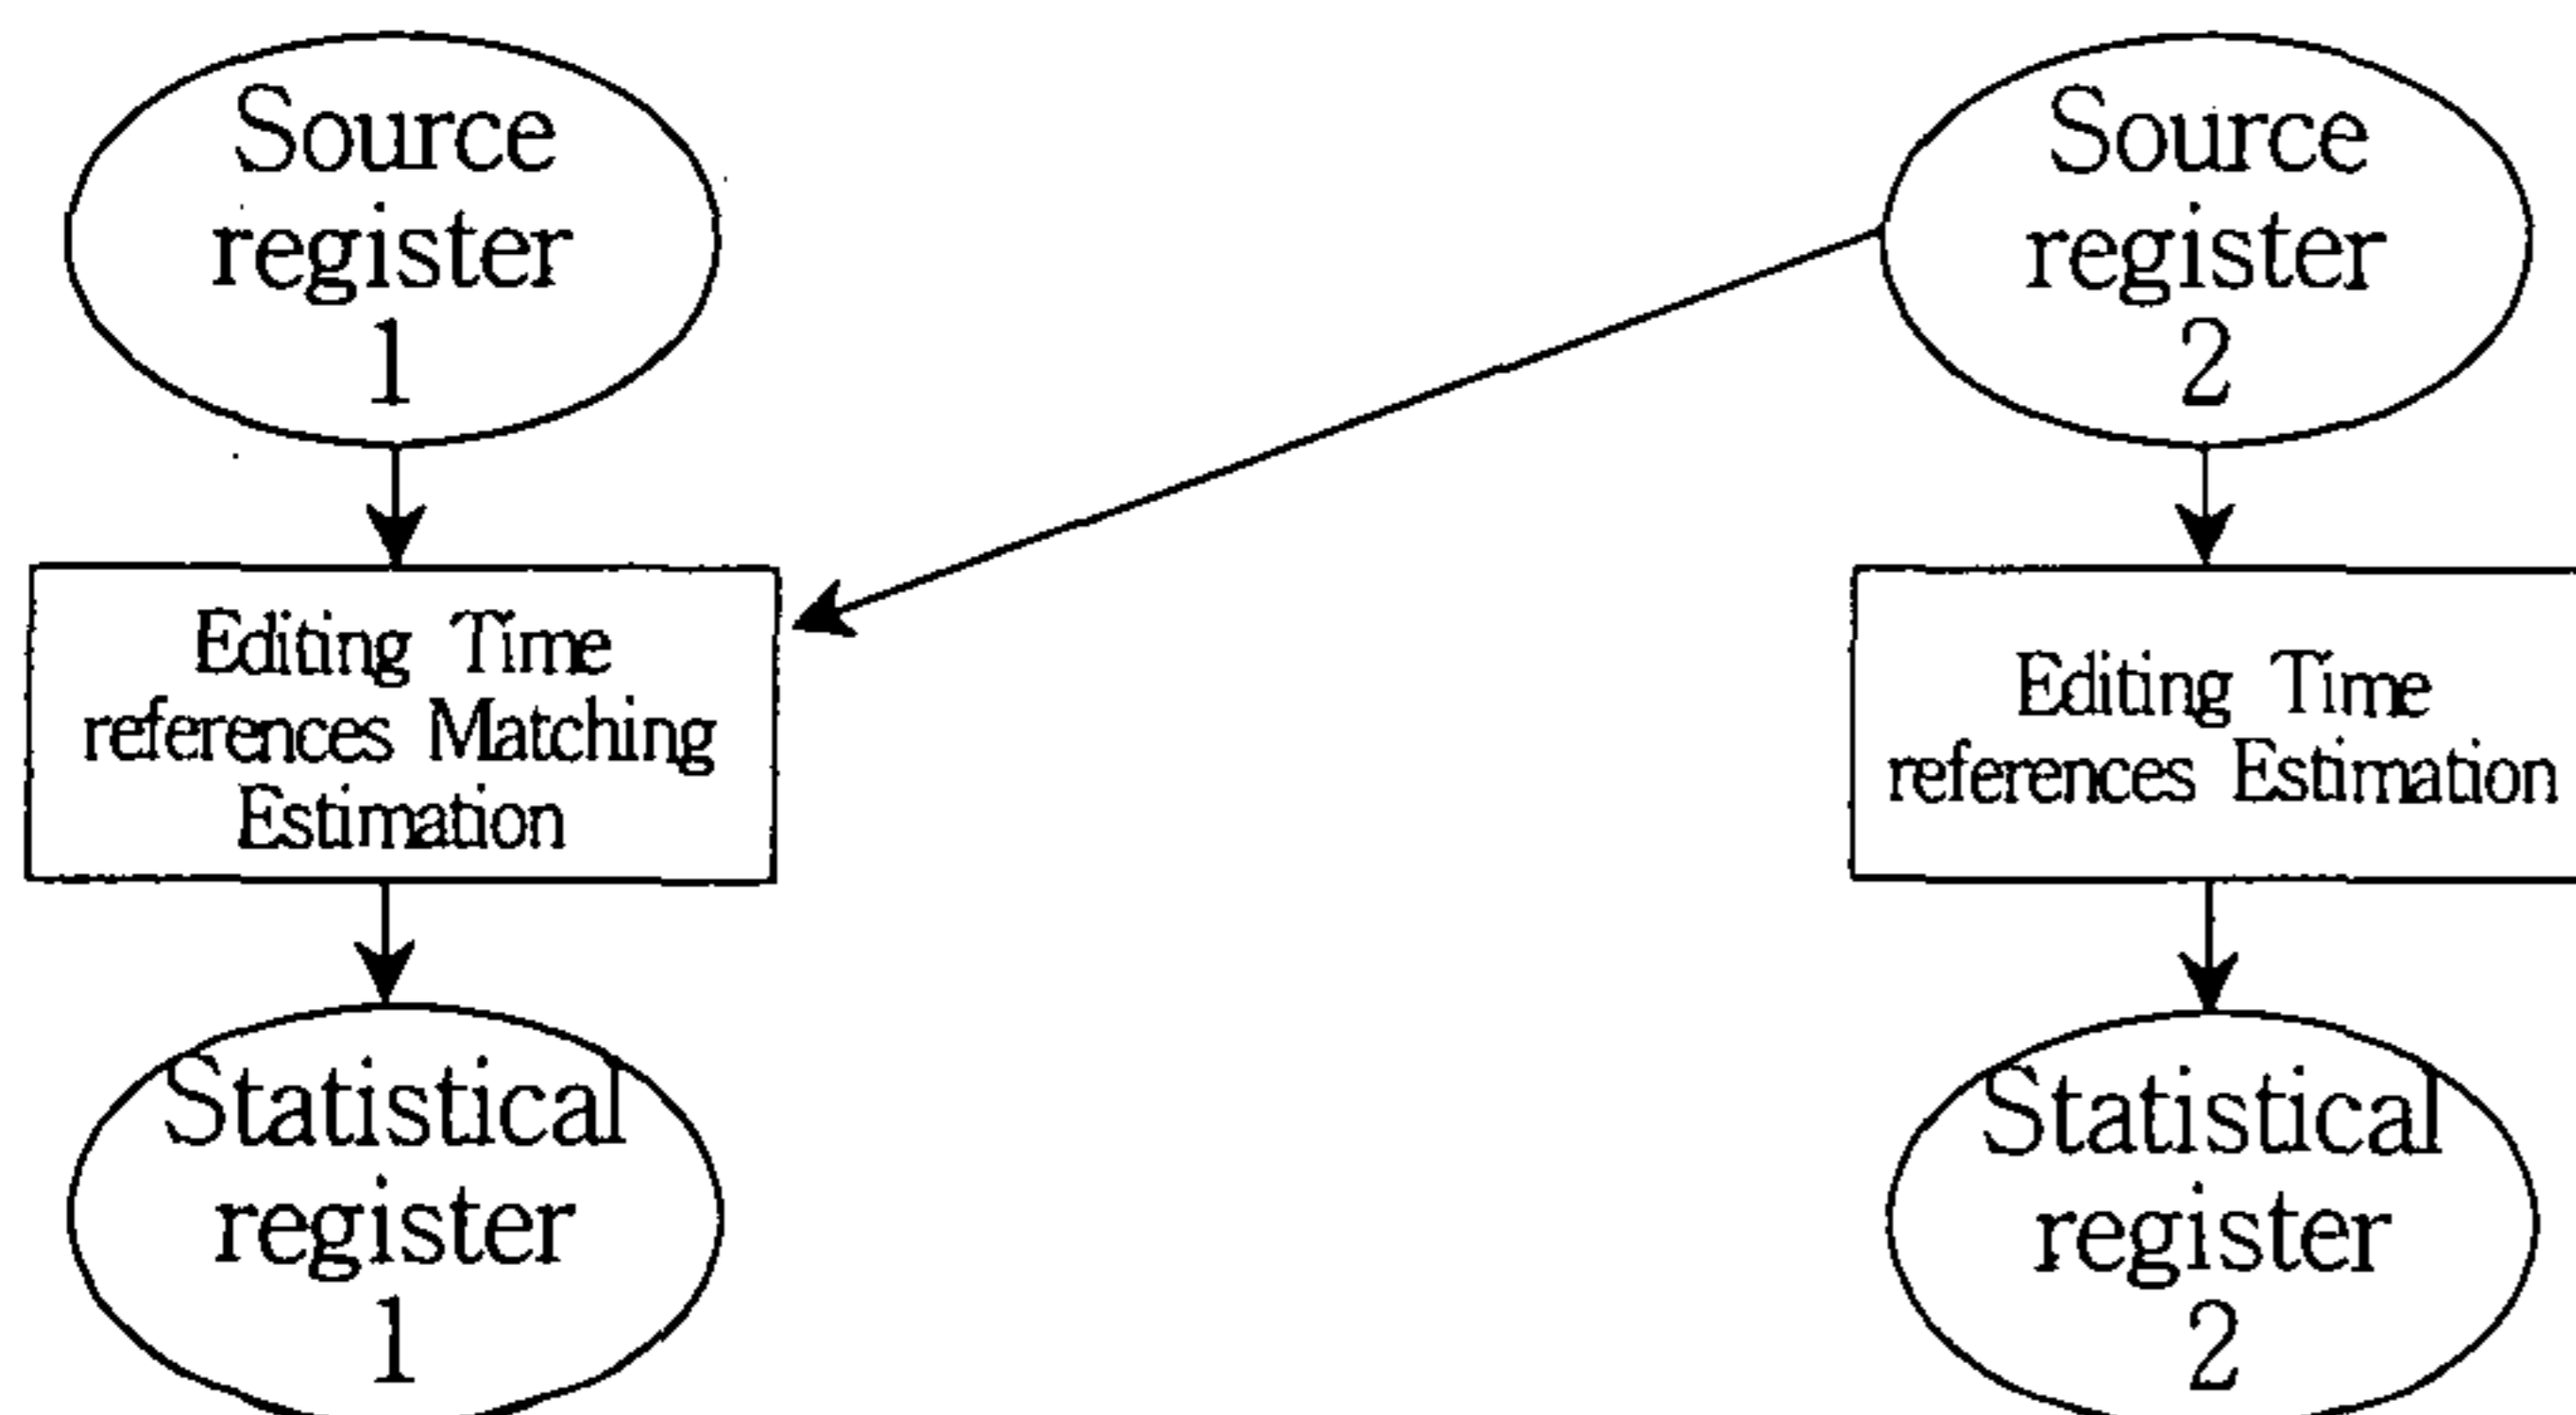 Source
register
1
Source
register
2
Editing Time
references Matching
Estimation
Editing Time
references Estimation
Statistical
register
1
Statistical
register
2